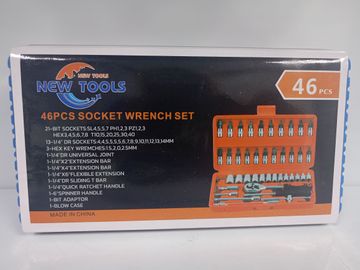 NEW TOOLS
NEW TOOLS
46 PCS
46PCS SOCKET WRENCH SET
21-BIT SOCKETS SL4,5.5,7 PH1,2,3 PZ1,2,3
HEX3,4,5,6,7,8 T10,15,20,25,30,40
13-1/4" DR SOCKETS:4,4.5,5,5.5,6,7,8,9,10,11,12,13,14MM
3-HEX KEY WREMCHES:1.5,2.0,2.5MM
1-1/4"DR UNIVERSAL JOINT
1-1/4"X2"EXTENSION BAR
1-1/4"X4"EXTENSION BAR
1-1/4"X6"FLEXIBLE EXTENSION
1-1/4"DR SLIDING T BAR
1-1/4"QUICK RATCHET HANDLE
1-6"SPINNER HANDLE
1-BIT ADAPTOR
1-BLOW CASE
MADE IN CHINA